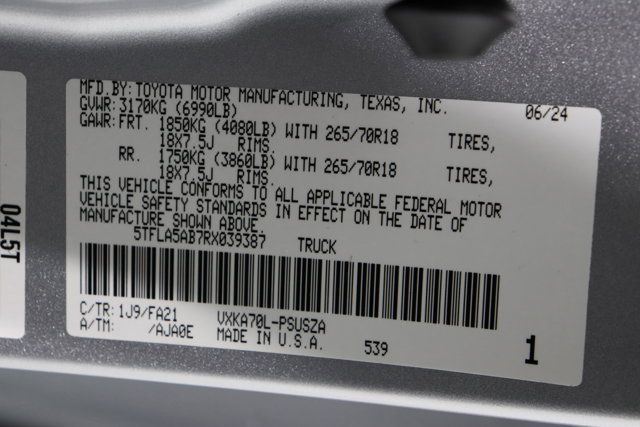 MFD.BY: TOYOTA MOTOR MANUFACTURING, TEXAS, INC. 06/24
GVWR: 3170KG (6990LB)
GAWR: FRT. 1850KG (4080LB) WITH 265/70R18 TIRES,
18X7.5J RIMS.
RR. 1750KG (3860LB) WITH 265/70R18 TIRES,
18X7.5J RIMS.
THIS VEHICLE CONFORMS TO ALL APPLICABLE FEDERAL MOTOR
VEHICLE SAFETY STANDARDS IN EFFECT ON THE DATE OF
MANUFACTURE SHOWN ABOVE.
5TFLA5AB7RX039387 TRUCK
C/TR: 1J9/FA21 VXKA70L-PSUSZA
A/TM: /AJA0E MADE IN U.S.A. 539 1
04L5T